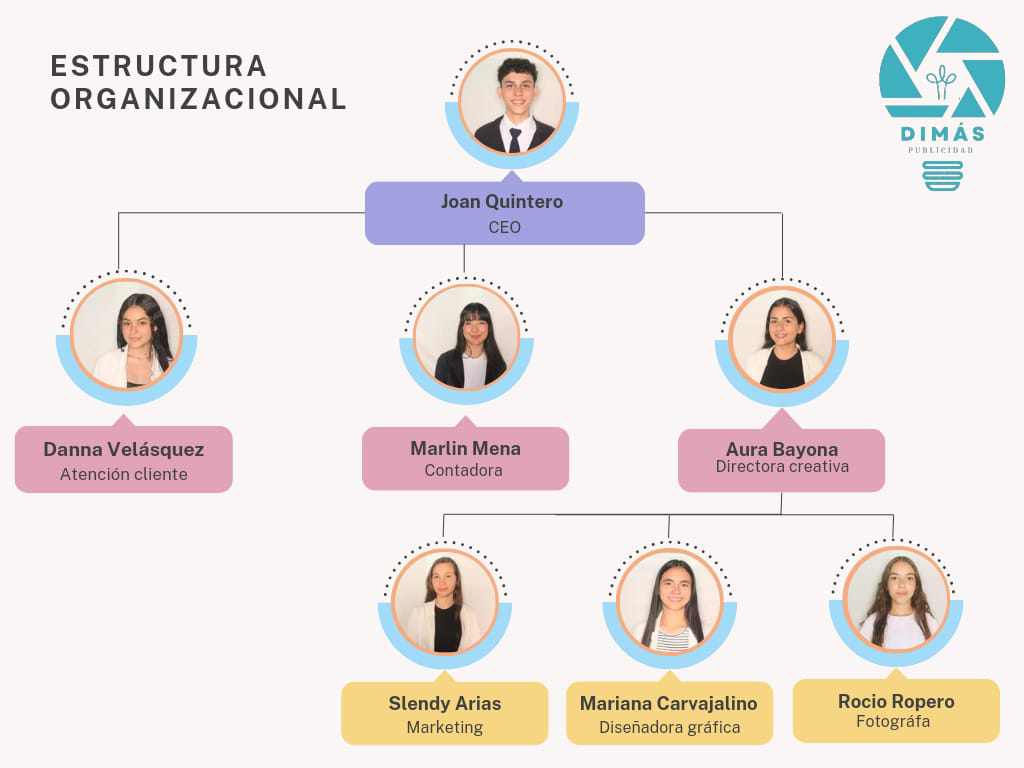 ESTRUCTURA
ORGANIZACIONAL
DIMÁS
PUBLICIDAD
Joan Quintero
CEO
Danna Velásquez
Atención cliente
Marlin Mena
Contadora
Aura Bayona
Directora creativa
Slendy Arias
Marketing
Mariana Carvajalino
Diseñadora gráfica
Rocio Ropero
Fotográfa